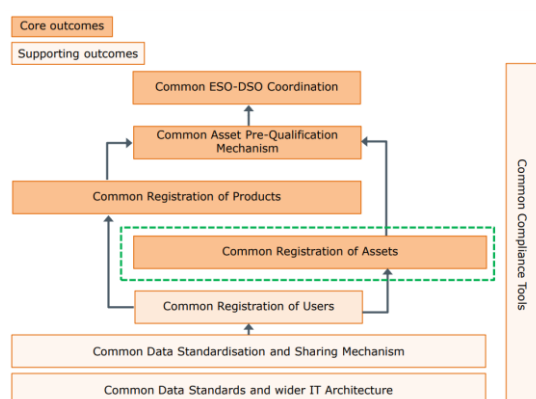 Core outcomes
Supporting outcomes
Common ESO-DSO Coordination
Common Asset Pre-Qualification
Mechanism
Common Registration of Products
Common Registration of Assets
Common Registration of Users
Common Data Standardisation and Sharing Mechanism
Common Data Standards and wider IT Architecture
Common Compliance Tools